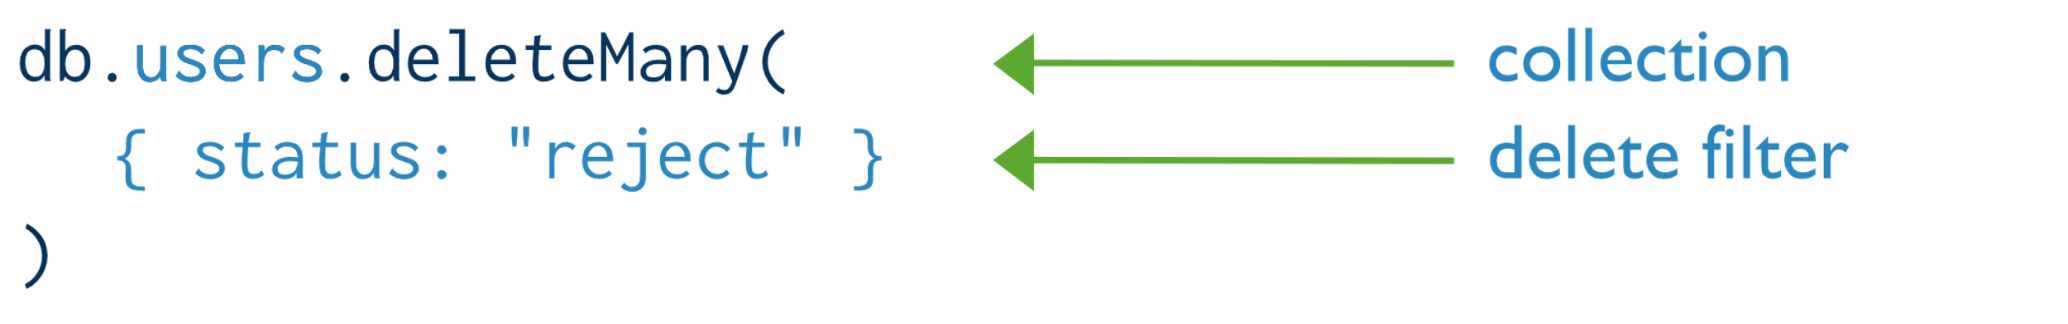 db.users.deleteMany( collection
{ status: "reject" } delete filter
)